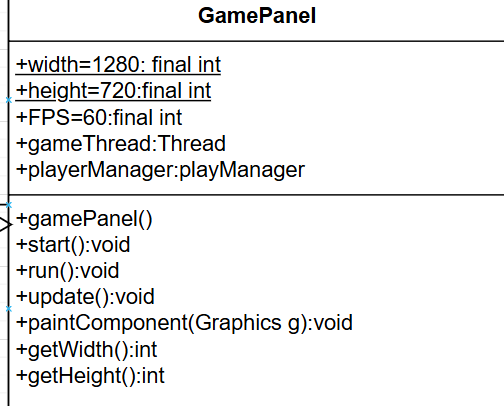 GamePanel
+width=1280: final int
+height=720:final int
+FPS=60:final int
+gameThread:Thread
+playerManager:playManager
+gamePanel()
+start():void
+run():void
+update():void
+paintComponent(Graphics g):void
+getWidth():int
+getHeight():int